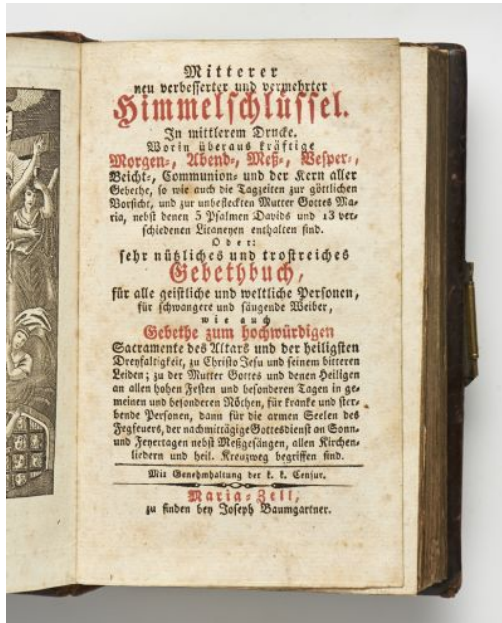 Mitterer
neu verbesserter und vermehrter
Himmelschlüssel.
In mittlerem Drucke.
Worin überaus kräftige
Morgen-, Abend-, Meß-, Vesper-,
Beicht-, Communion- und der Kern aller
Gebethe, so wie auch die Tagzeiten zur göttlichen
Vorsicht, und zur unbefleckten Mutter Gottes Ma-
ria, nebst denen 5 Psalmen Davids und 13 ver-
schiedenen Litaneyen enthalten sind.
Oder:
sehr nützliches und trostreiches
Gebethbuch,
für alle geistliche und weltliche Personen,
für schwangere und säugende Weiber,
wie auch
Gebethe zum hochwürdigen
Sacramente des Altars und der heiligsten
Dreyfaltigkeit, zu Christo Jesu und seinem bitteren
Leiden; zu der Mutter Gottes und denen Heiligen
an allen hohen Festen und besonderen Tagen in ge-
meinen und besonderen Nöthen, für kranke und ster-
bende Personen, dann für die armen Seelen des
Fegfeuers, der nachmittägige Gottesdienst an Sonn-
und Feyertagen nebst Meßgesängen, allen Kirchen-
liedern und heil. Kreuzweg begriffen sind.
Mit Genehmhaltung der k. k. Censur.
Maria-Zell,
zu finden bey Joseph Baumgartner.